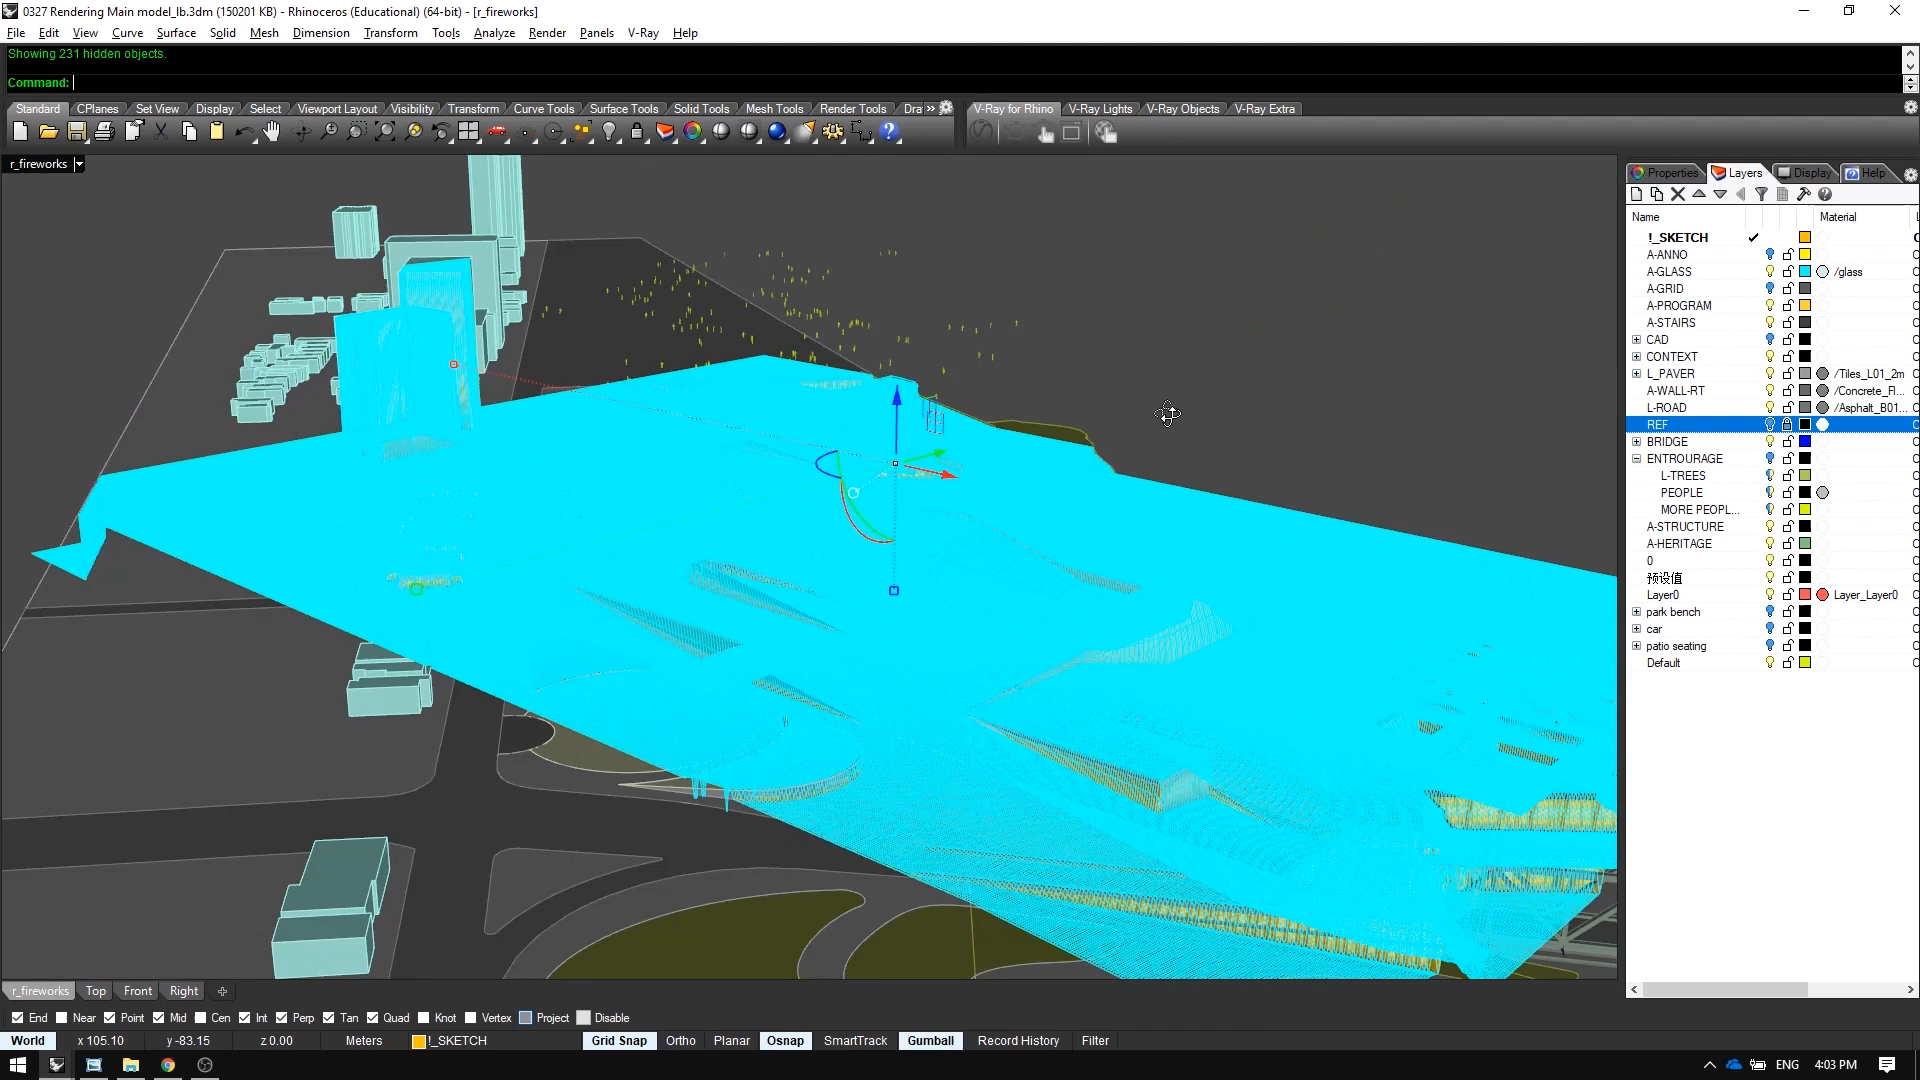 0327 Rendering Main model_lb.3dm (150201 KB) - Rhinoceros (Educational) (64-bit) - [r_fireworks]
File Edit View Curve Surface Solid Mesh Dimension Transform Tools Analyze Render Panels V-Ray Help
Showing 231 hidden objects.
Command:
Standard CPlanes Set View Display Select Viewport Layout Visibility Transform Curve Tools Surface Tools Solid Tools Mesh Tools Render Tools Dra »
V-Ray for Rhino V-Ray Lights V-Ray Objects V-Ray Extra
r_fireworks
Properties Layers Display Help
Name Material
!_SKETCH
A-ANNO
A-GLASS /glass
A-GRID
A-PROGRAM
A-STAIRS
CAD
CONTEXT
L_PAVER /Tiles_L01_2m
A-WALL-RT /Concrete_Fl...
L-ROAD /Asphalt_B01...
REF
BRIDGE
ENTOURAGE
L-TREES
PEOPLE
MORE PEOPL...
A-STRUCTURE
A-HERITAGE
0
预设值
Layer0 Layer_Layer0
park bench
car
patio seating
Default
r_fireworks Top Front Right
End Near Point Mid Cen Int Perp Tan Quad Knot Vertex Project Disable
World x 105.10 y -83.15 z 0.00 Meters !_SKETCH Grid Snap Ortho Planar Osnap SmartTrack Gumball Record History Filter
ENG 4:03 PM